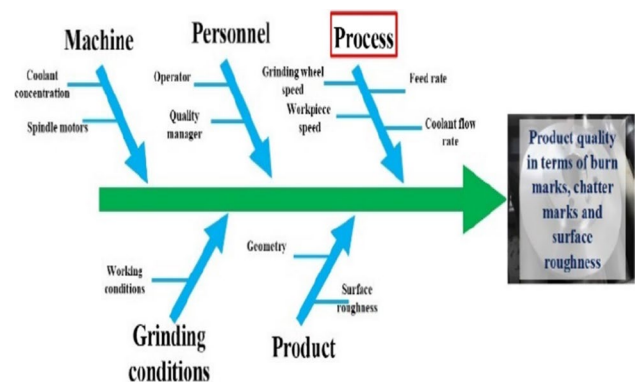 Machine
Coolant
concentration
Spindle motors
Personnel
Operator
Quality
manager
Process
Grinding wheel
speed
Workpiece
speed
Feed rate
Coolant flow
rate
Product quality
in terms of burn
marks, chatter
marks and
surface
roughness
Working
conditions
Grinding
conditions
Geometry
Surface
roughness
Product